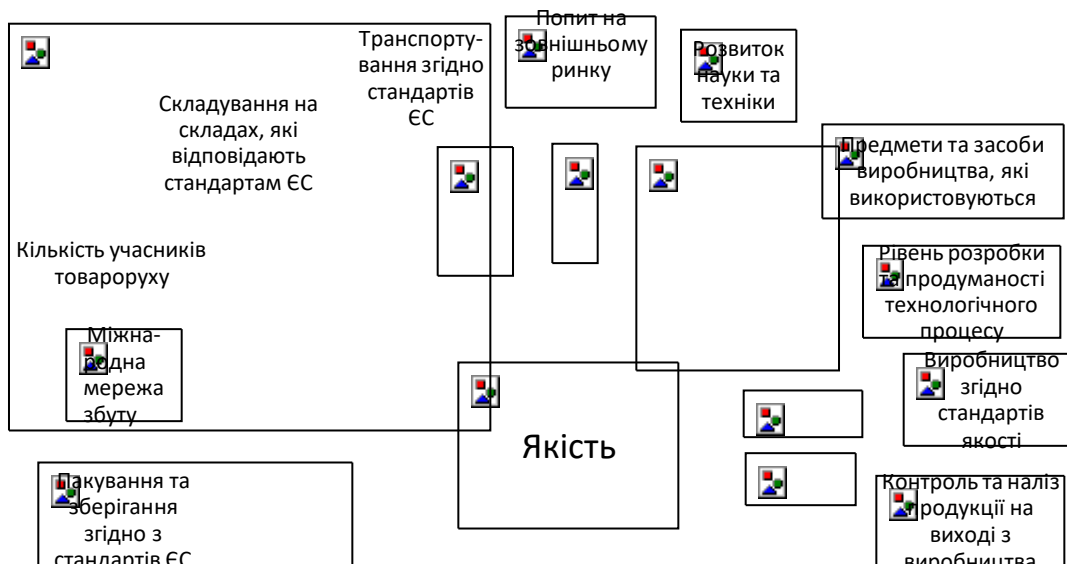 Попит на
зовнішньому
ринку
Транспорту-
вання згідно
стандартів
ЄС
Розвиток
науки та
техніки
Складування на
складах, які
відповідають
стандартам ЄС
Предмети та засоби
виробництва, які
використовуються
Кількість учасників
товароруху
Рівень розробки
та продуманості
технологічного
процесу
Міжна-
родна
мережа
збуту
Виробництво
згідно
стандартів
якості
Якість
Пакування та
зберігання
згідно з
стандартів ЄС
Контроль та наліз
продукції на
виході з
виробництва